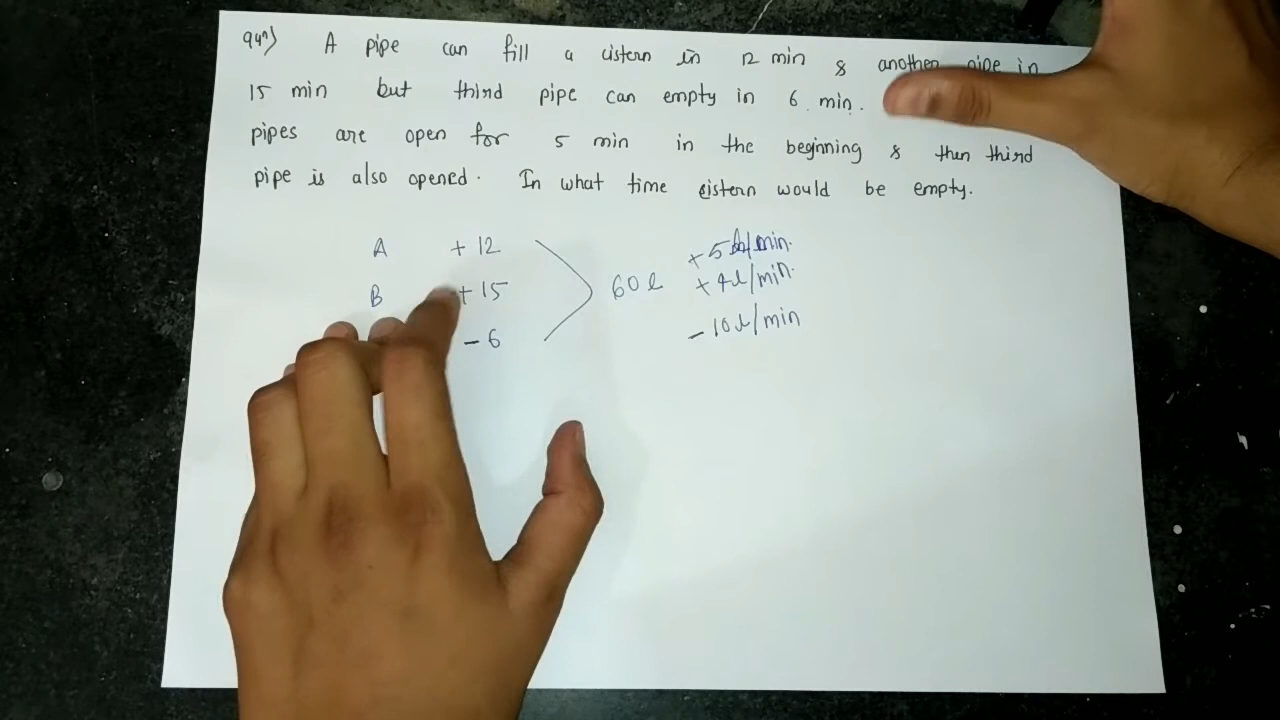 A pipe can fill a cistern in 12 min & another pipe in
15 min but third pipe can empty in 6 min.
pipes are open for 5 min in the beginning & then third
pipe is also opened. In what time cistern would be empty.
A + 12 + 5 l/min.
B + 15 60 l + 4 l/min.
- 6 - 10 l/min